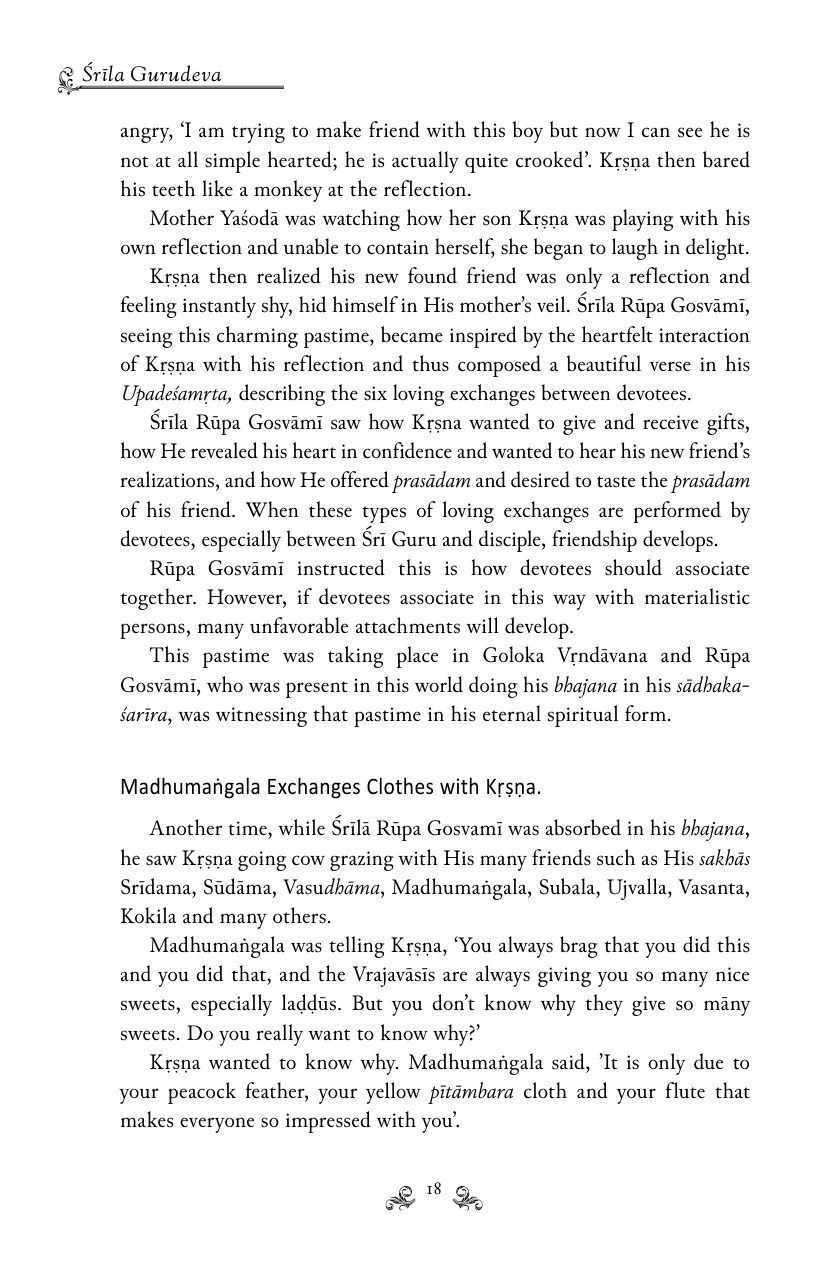 Śrīla Gurudeva
angry, ‘I am trying to make friend with this boy but now I can see he is
not at all simple hearted; he is actually quite crooked’. Kṛṣṇa then bared
his teeth like a monkey at the reflection.
Mother Yaśodā was watching how her son Kṛṣṇa was playing with his
own reflection and unable to contain herself, she began to laugh in delight.
Kṛṣṇa then realized his new found friend was only a reflection and
feeling instantly shy, hid himself in His mother’s veil. Śrīla Rūpa Gosvāmī,
seeing this charming pastime, became inspired by the heartfelt interaction
of Kṛṣṇa with his reflection and thus composed a beautiful verse in his
Upadeśamṛta, describing the six loving exchanges between devotees.
Śrīla Rūpa Gosvāmī saw how Kṛṣṇa wanted to give and receive gifts,
how He revealed his heart in confidence and wanted to hear his new friend’s
realizations, and how He offered prasādam and desired to taste the prasādam
of his friend. When these types of loving exchanges are performed by
devotees, especially between Śrī Guru and disciple, friendship develops.
Rūpa Gosvāmī instructed this is how devotees should associate
together. However, if devotees associate in this way with materialistic
persons, many unfavorable attachments will develop.
This pastime was taking place in Goloka Vṛndāvana and Rūpa
Gosvāmī, who was present in this world doing his bhajana in his sādhaka-
śarīra, was witnessing that pastime in his eternal spiritual form.
Madhumaṅgala Exchanges Clothes with Kṛṣṇa.
Another time, while Śrīlā Rūpa Gosvamī was absorbed in his bhajana,
he saw Kṛṣṇa going cow grazing with His many friends such as His sakhās
Srīdama, Sūdāma, Vasudhāma, Madhumaṅgala, Subala, Ujvalla, Vasanta,
Kokila and many others.
Madhumaṅgala was telling Kṛṣṇa, ‘You always brag that you did this
and you did that, and the Vrajavāsīs are always giving you so many nice
sweets, especially laḍḍūs. But you don’t know why they give so māny
sweets. Do you really want to know why?’
Kṛṣṇa wanted to know why. Madhumaṅgala said, ’It is only due to
your peacock feather, your yellow pītāmbara cloth and your flute that
makes everyone so impressed with you’.
18